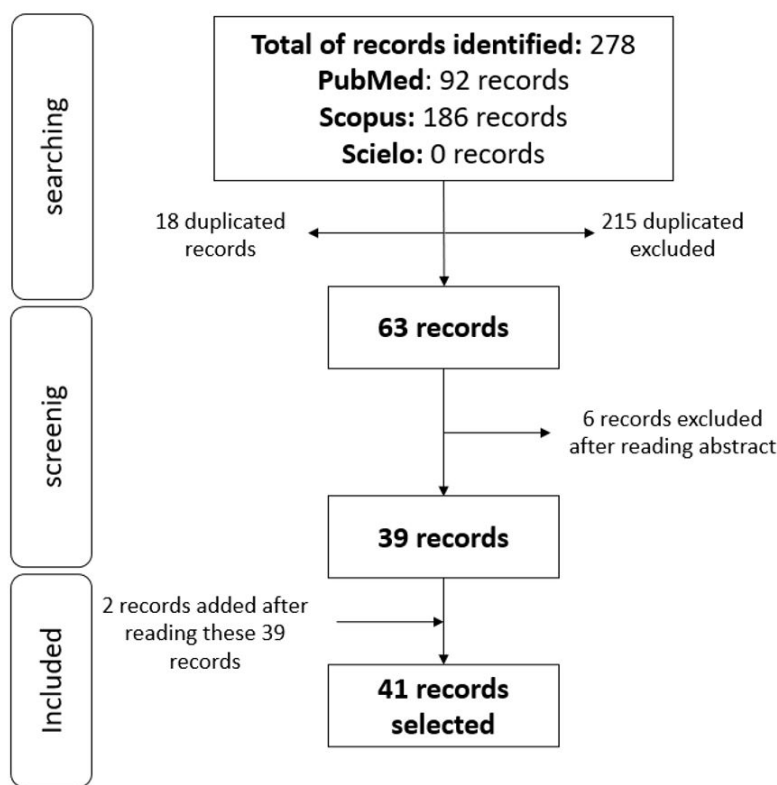 searching
Total of records identified: 278
PubMed: 92 records
Scopus: 186 records
Scielo: 0 records
18 duplicated
records
215 duplicated
excluded
63 records
screenig
6 records excluded
after reading abstract
39 records
Included
2 records added after
reading these 39
records
41 records
selected